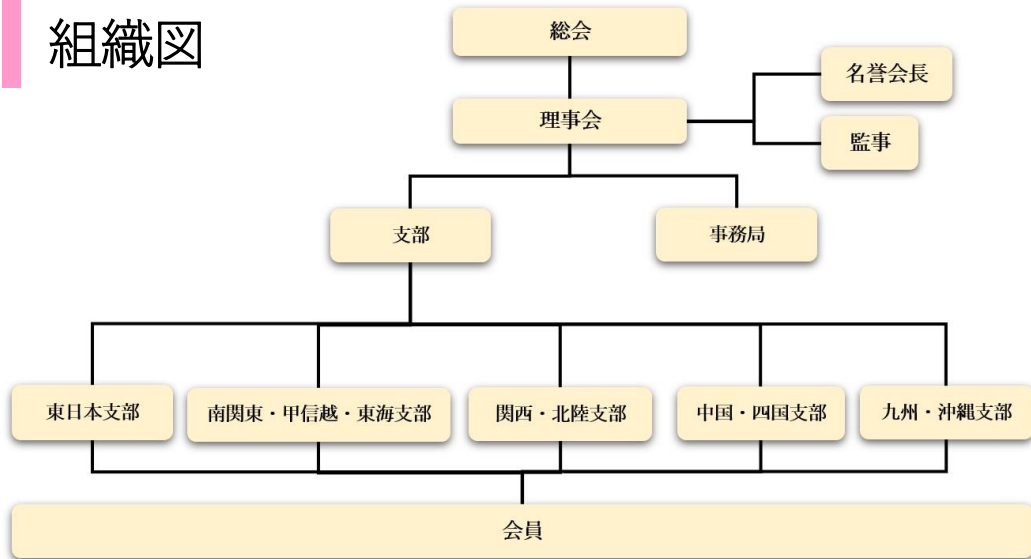 組織図
総会
名誉会長
理事会
監事
支部
事務局
東日本支部
南関東・甲信越・東海支部
関西・北陸支部
中国・四国支部
九州・沖縄支部
会員